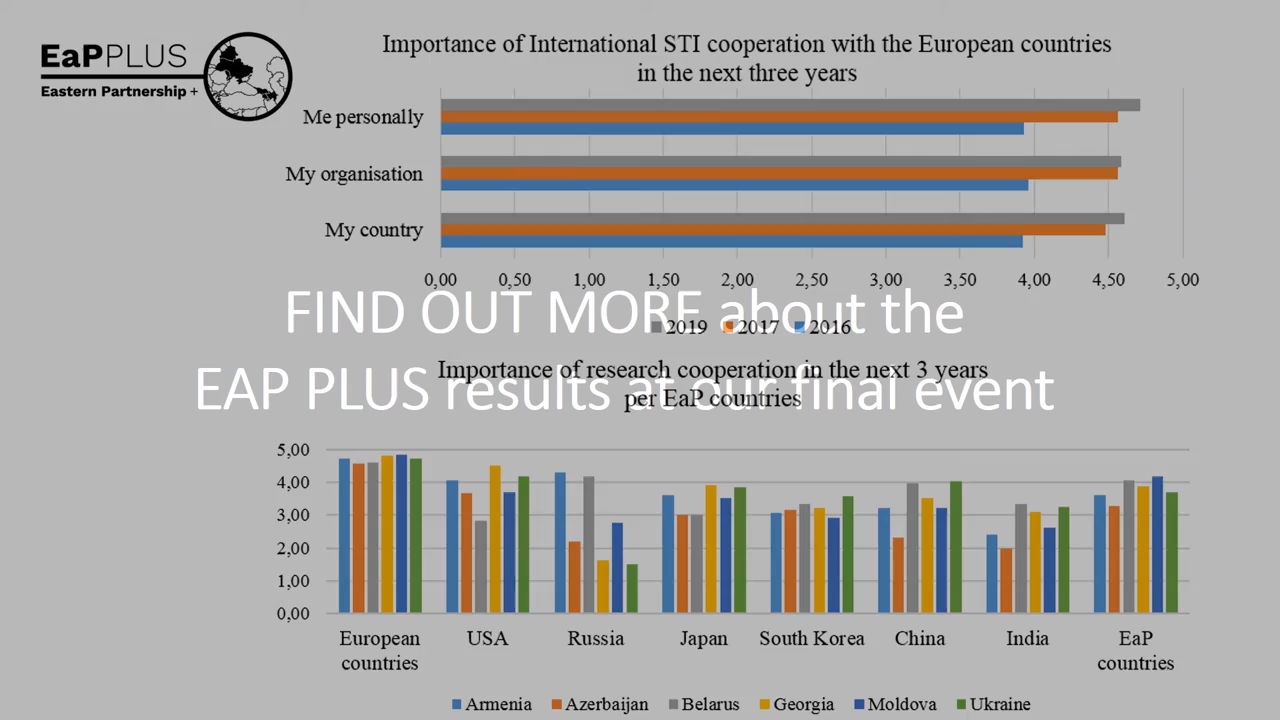 EaPPLUS
Eastern Partnership +
Importance of International STI cooperation with the European countries
in the next three years
Me personally
My organisation
My country
0,00 0,50 1,00 1,50 2,00 2,50 3,00 3,50 4,00 4,50 5,00
2019 2017 2016
FIND OUT MORE about the
EAP PLUS results at our final event
Importance of research cooperation in the next 3 years
per EaP countries
5,00
4,00
3,00
2,00
1,00
0,00
European
countries
USA
Russia
Japan
South Korea
China
India
EaP
countries
Armenia Azerbaijan Belarus Georgia Moldova Ukraine